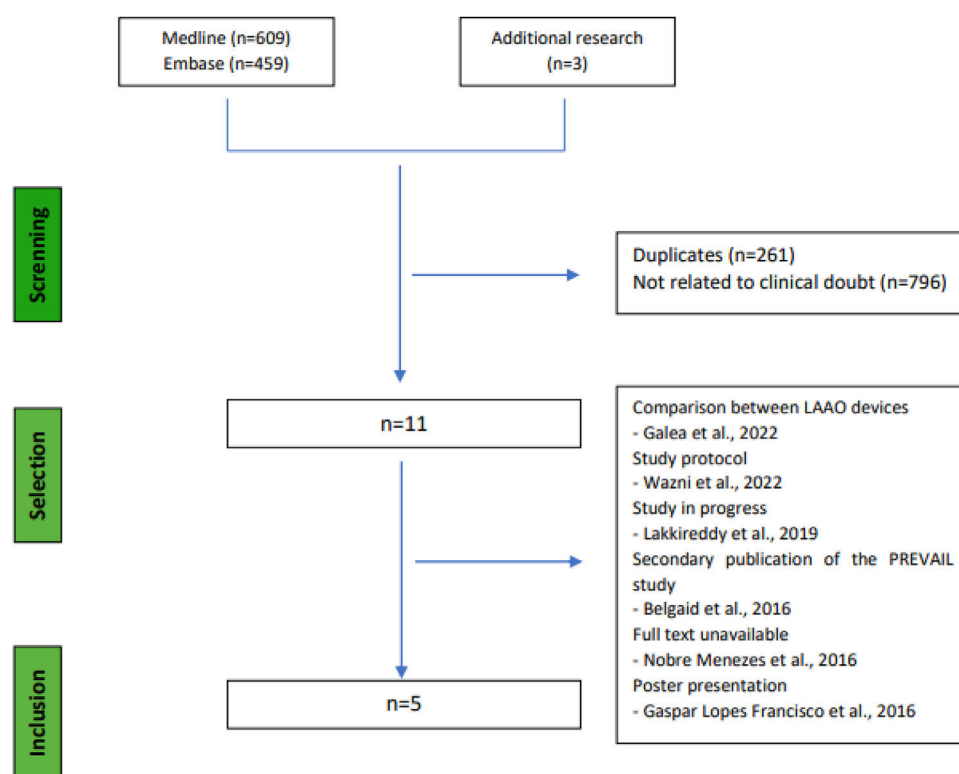 Medline (n=609)
Embase (n=459)
Additional research
(n=3)
Screnning
Duplicates (n=261)
Not related to clinical doubt (n=796)
n=11
Selection
Comparison between LAAO devices
- Galea et al., 2022
Study protocol
- Wazni et al., 2022
Study in progress
- Lakkireddy et al., 2019
Secondary publication of the PREVAIL
study
- Belgaid et al., 2016
Full text unavailable
- Nobre Menezes et al., 2016
Poster presentation
- Gaspar Lopes Francisco et al., 2016
Inclusion
n=5